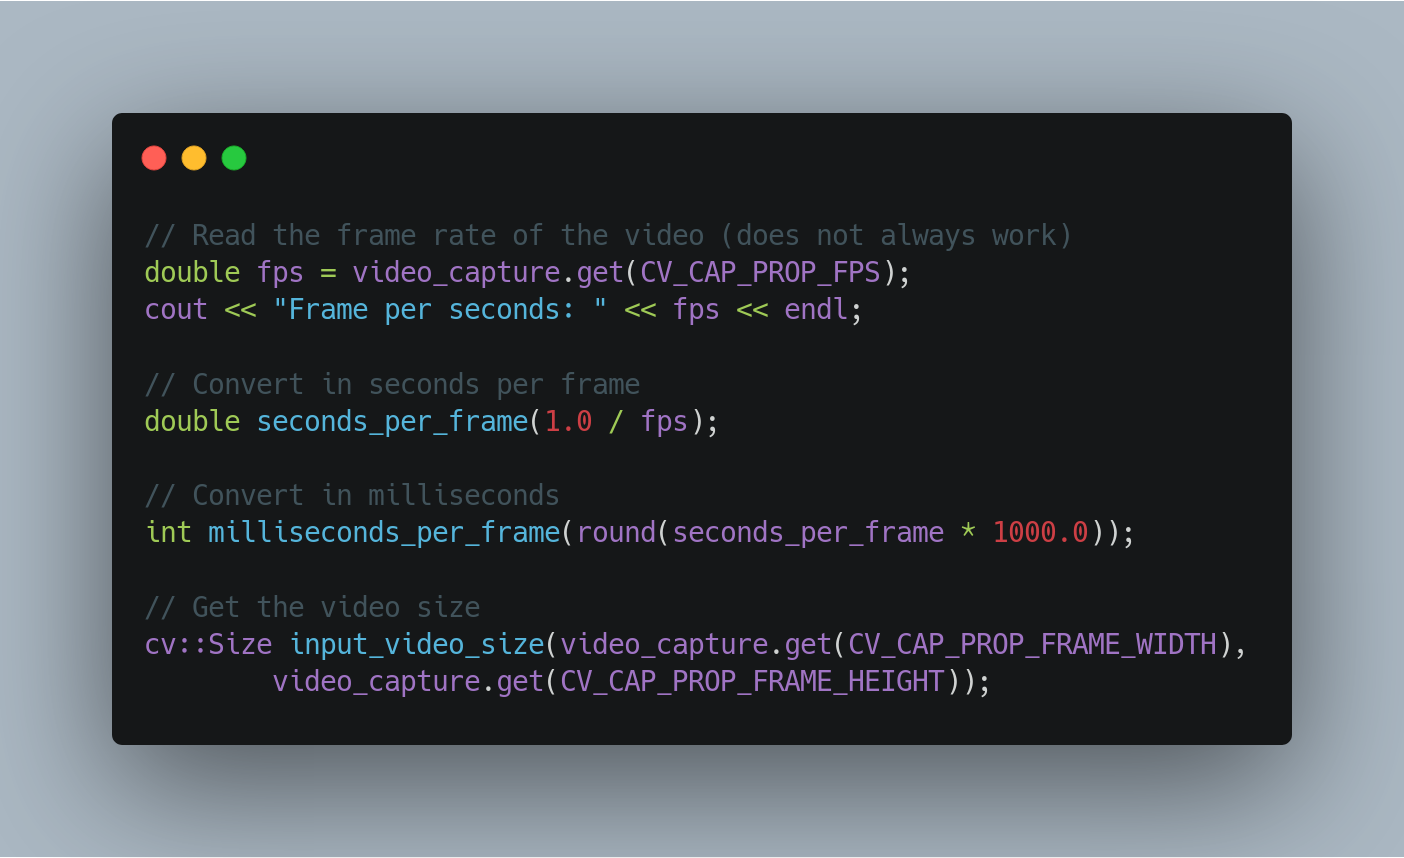 // Read the frame rate of the video (does not always work)
double fps = video_capture.get(CV_CAP_PROP_FPS);
cout << "Frame per seconds: " << fps << endl;

// Convert in seconds per frame
double seconds_per_frame(1.0 / fps);

// Convert in milliseconds
int milliseconds_per_frame(round(seconds_per_frame * 1000.0));

// Get the video size
cv::Size input_video_size(video_capture.get(CV_CAP_PROP_FRAME_WIDTH),
        video_capture.get(CV_CAP_PROP_FRAME_HEIGHT));